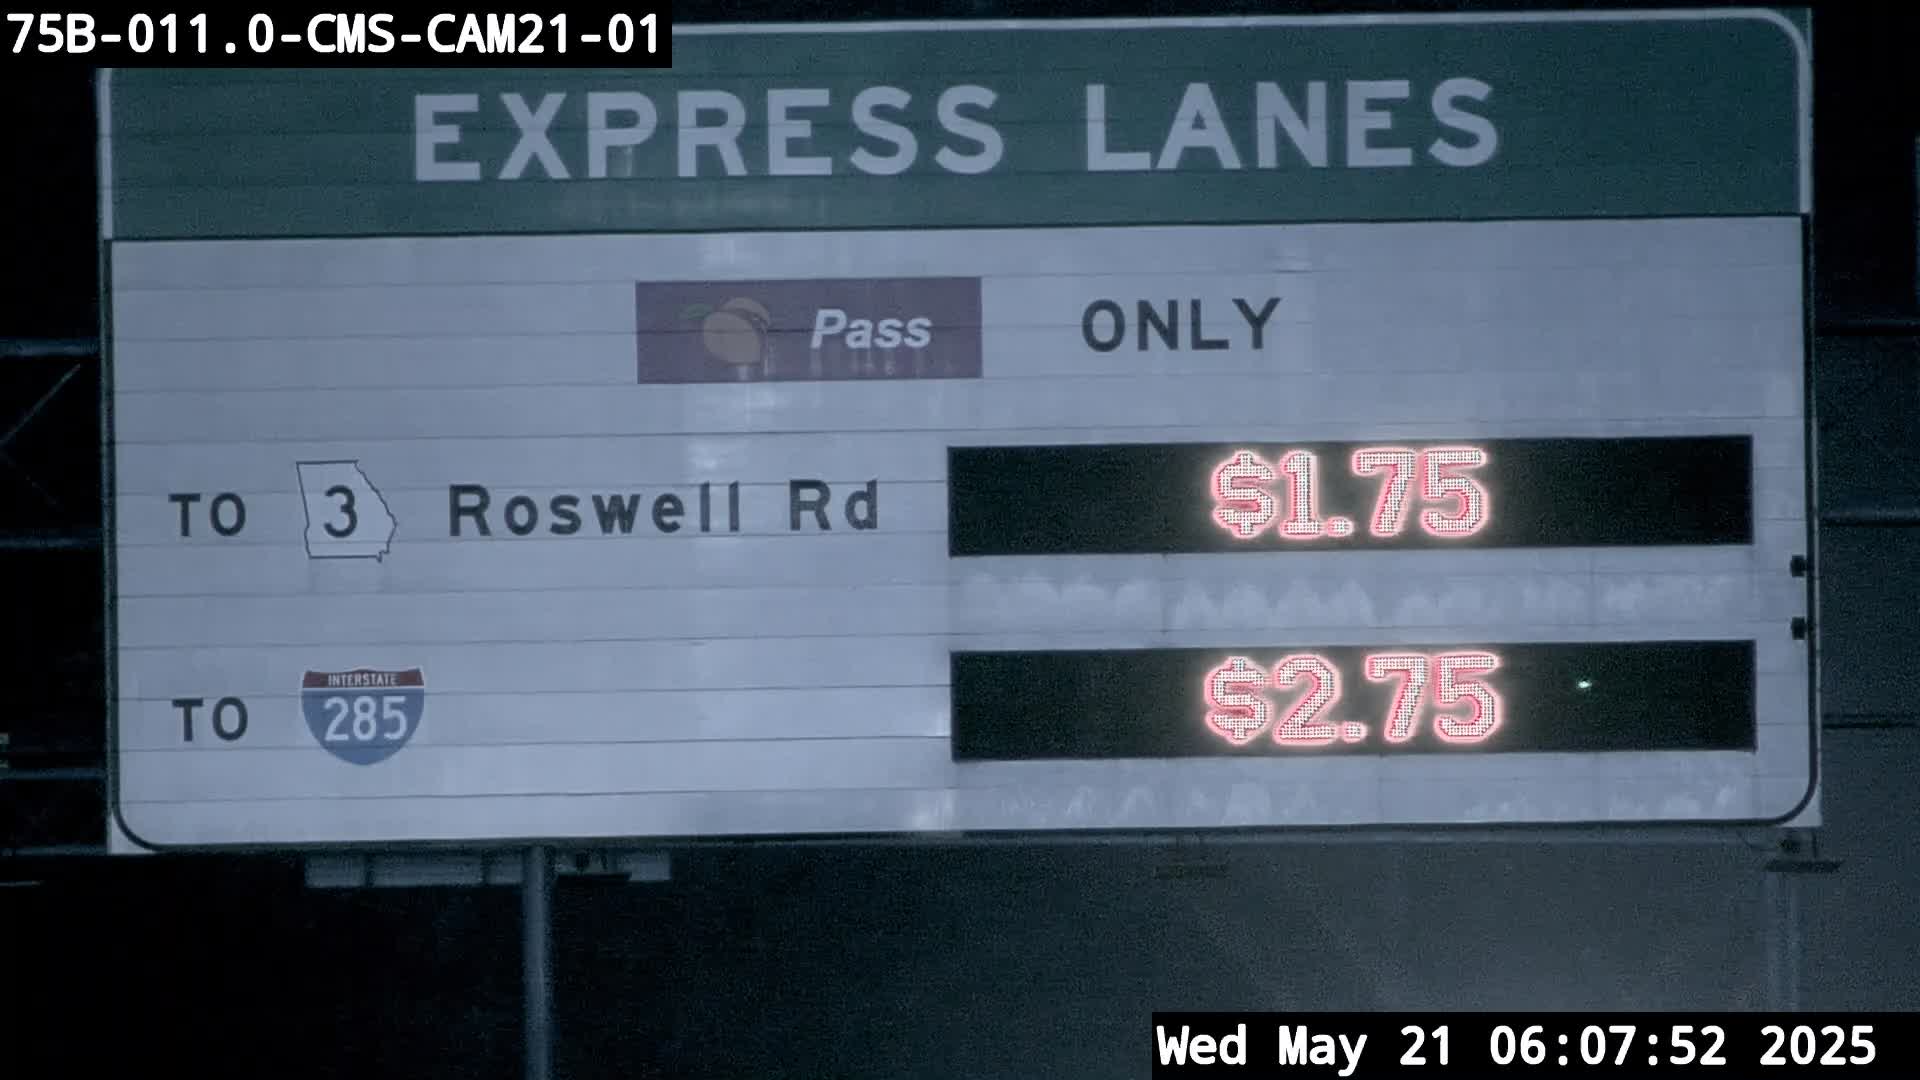 75B-011.0-CMS-CAM21-01
EXPRESS LANES
Pass ONLY
TO 3 Roswell Rd $1.75
INTERSTATE
TO 285 $2.75
Wed May 21 06:07:52 2025